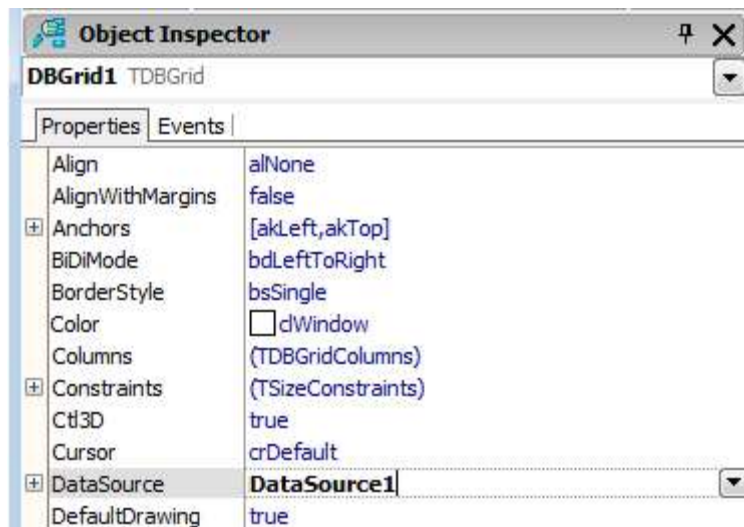 Object Inspector
DBGrid1 TDBGrid
Properties Events
Align alNone
AlignWithMargins false
Anchors [akLeft,akTop]
BiDiMode bdLeftToRight
BorderStyle bsSingle
Color clWindow
Columns (TDBGridColumns)
Constraints (TSizeConstraints)
Ctl3D true
Cursor crDefault
DataSource DataSource1
DefaultDrawing true